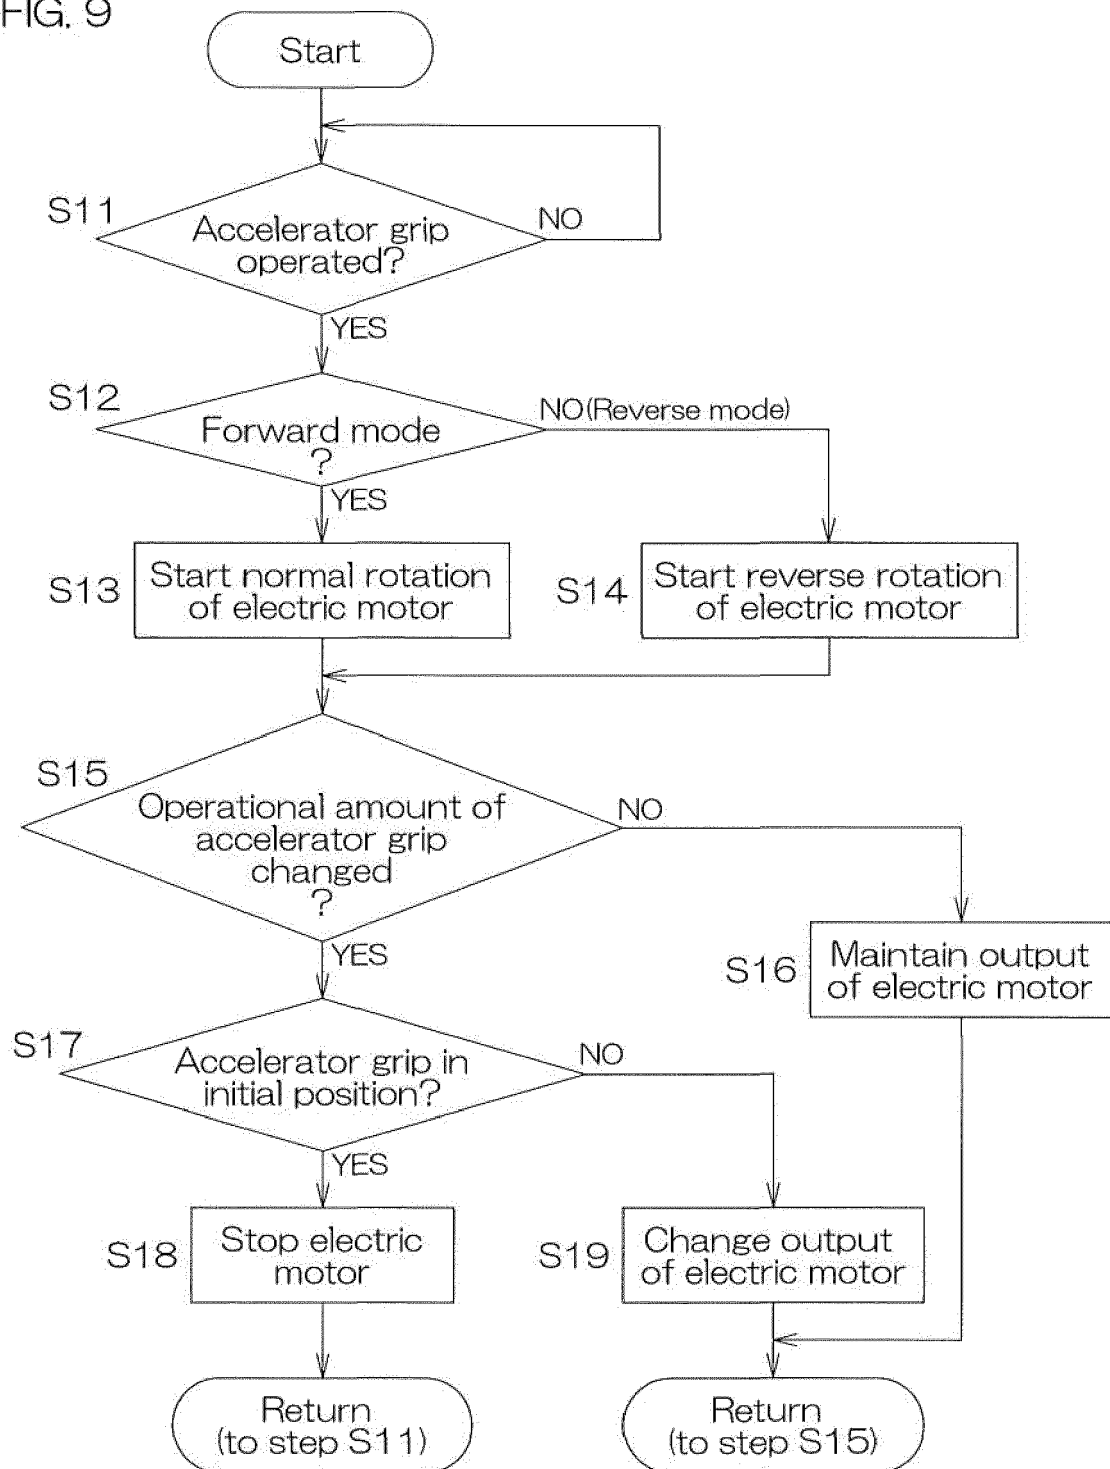 FIG. 9
Start
S11
Accelerator grip
operated?
NO
YES
S12
Forward mode
?
NO(Reverse mode)
YES
S13
Start normal rotation
of electric motor
S14
Start reverse rotation
of electric motor
S15
Operational amount of
accelerator grip
changed
?
NO
YES
S16
Maintain output
of electric motor
S17
Accelerator grip in
initial position?
NO
YES
S18
Stop electric
motor
S19
Change output
of electric motor
Return
(to step S11)
Return
(to step S15)